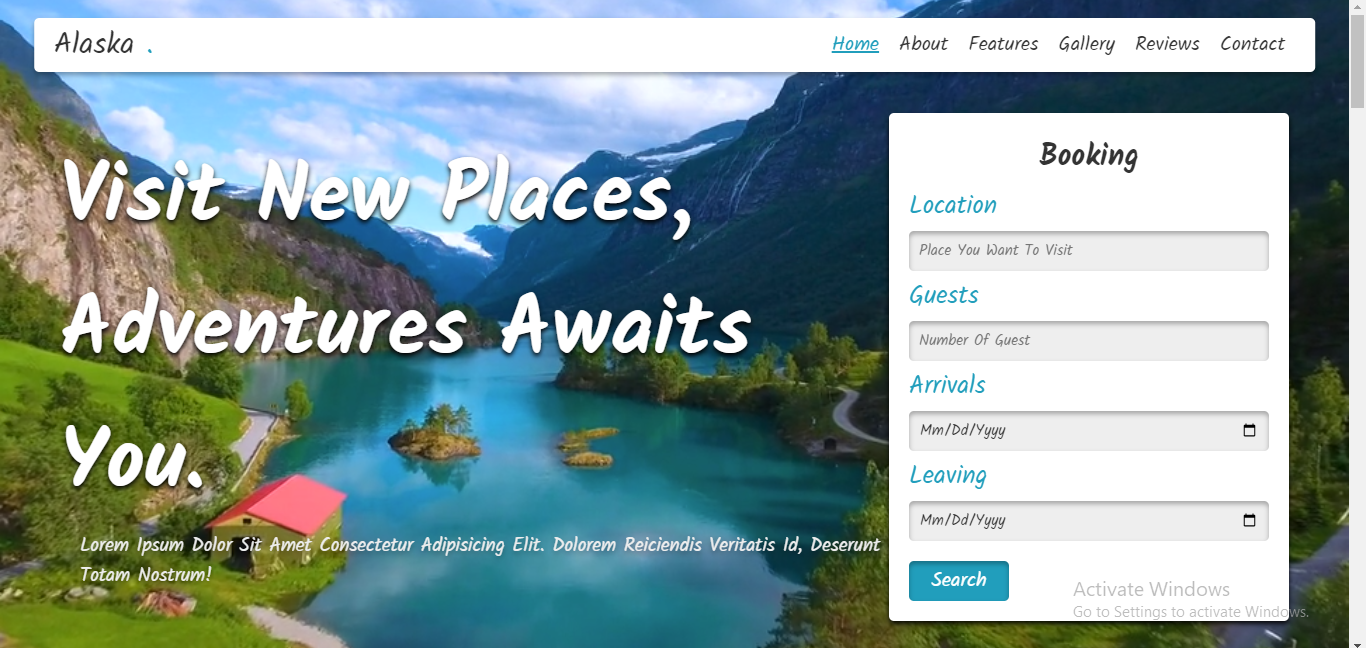 Alaska .
Home About Features Gallery Reviews Contact
Visit New Places,
Adventures Awaits
You.
Lorem Ipsum Dolor Sit Amet Consectetur Adipisicing Elit. Dolorem Reiciendis Veritatis Id, Deserunt
Totam Nostrum!
Booking
Location
Place You Want To Visit
Guests
Number Of Guest
Arrivals
Mm/Dd/Yyyy
Leaving
Mm/Dd/Yyyy
Search
Activate Windows
Go to Settings to activate Windows.